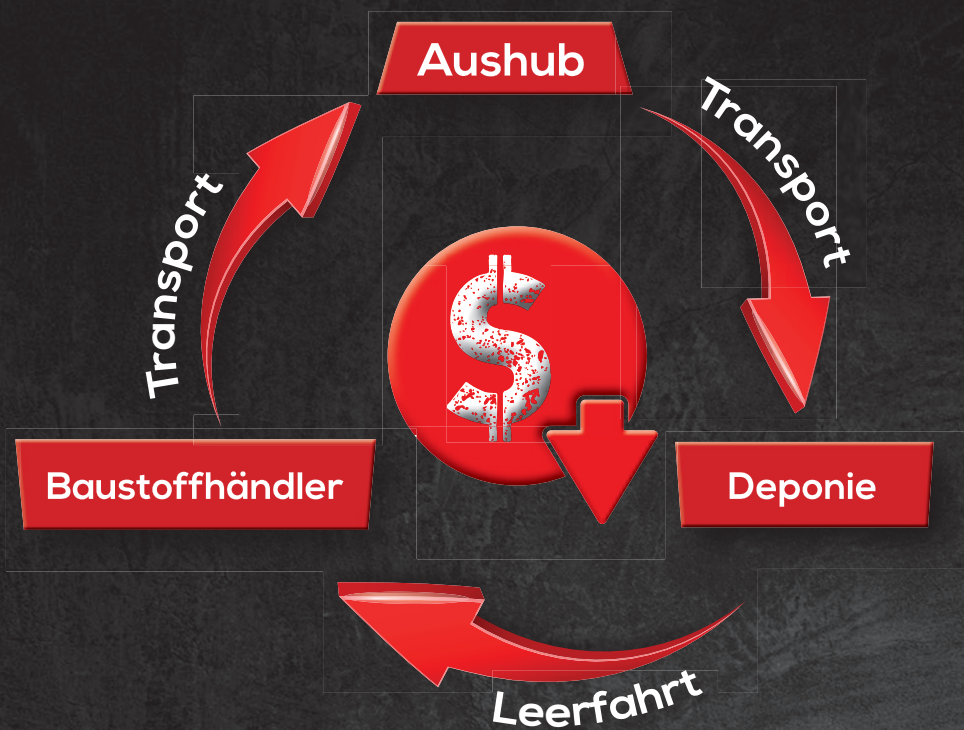 Aushub
Transport
Transport
Baustoffhändler
$
Deponie
Leerfahrt